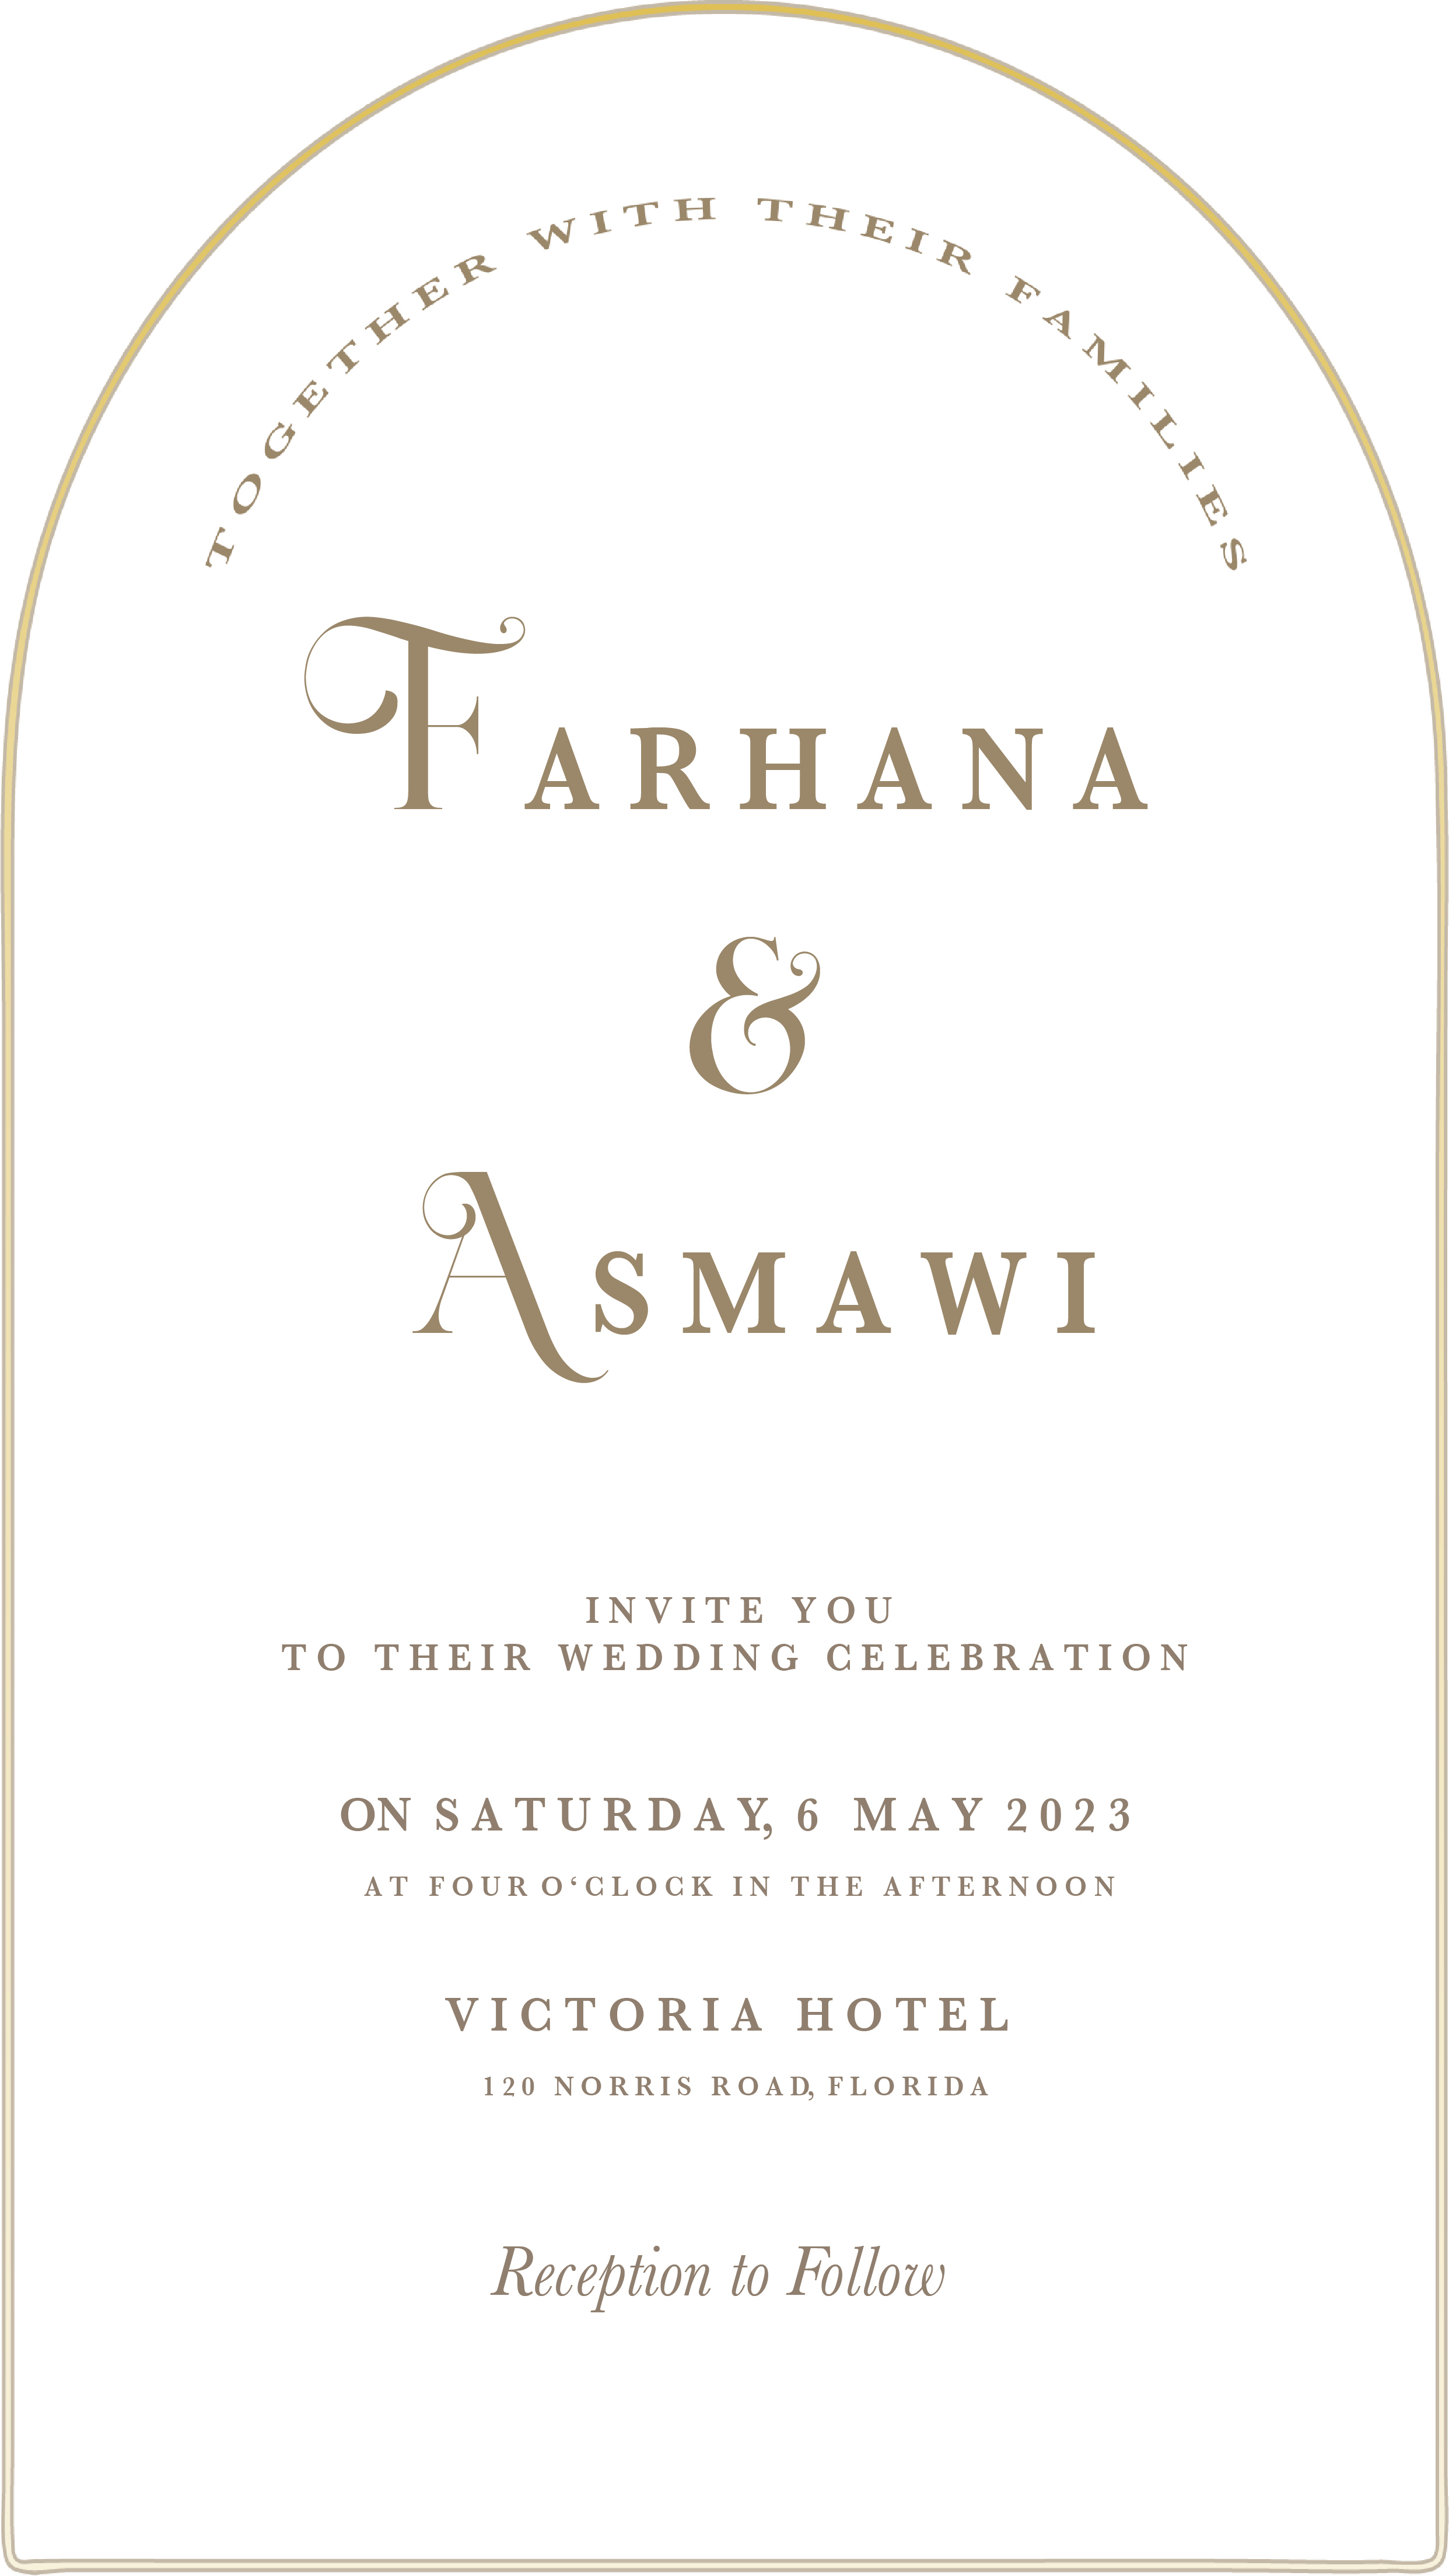 TOGETHER WITH THEIR FAMILIES
FARHANA
&
ASMAWI
INVITE YOU
TO THEIR WEDDING CELEBRATION
ON SATURDAY, 6 MAY 2023
AT FOUR O‘CLOCK IN THE AFTERNOON
VICTORIA HOTEL
120 NORRIS ROAD, FLORIDA
Reception to Follow